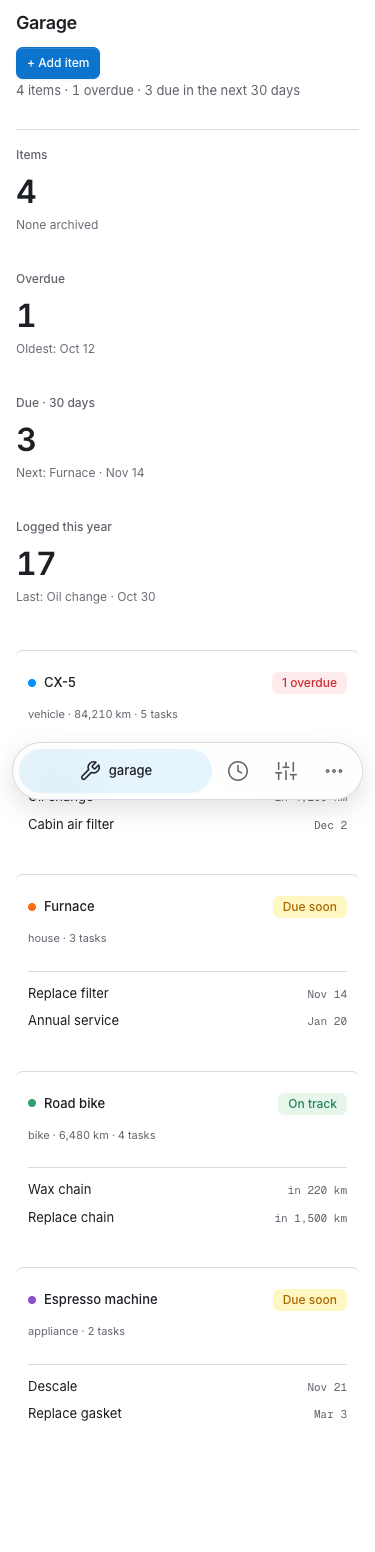 Garage
+ Add item
4 items · 1 overdue · 3 due in the next 30 days
Items
4
None archived
Overdue
1
Oldest: Oct 12
Due · 30 days
3
Next: Furnace · Nov 14
Logged this year
17
Last: Oil change · Oct 30
CX-5 1 overdue
vehicle · 84,210 km · 5 tasks
garage
Oil change
Cabin air filter Dec 2
Furnace Due soon
house · 3 tasks
Replace filter Nov 14
Annual service Jan 20
Road bike On track
bike · 6,480 km · 4 tasks
Wax chain in 220 km
Replace chain in 1,500 km
Espresso machine Due soon
appliance · 2 tasks
Descale Nov 21
Replace gasket Mar 3